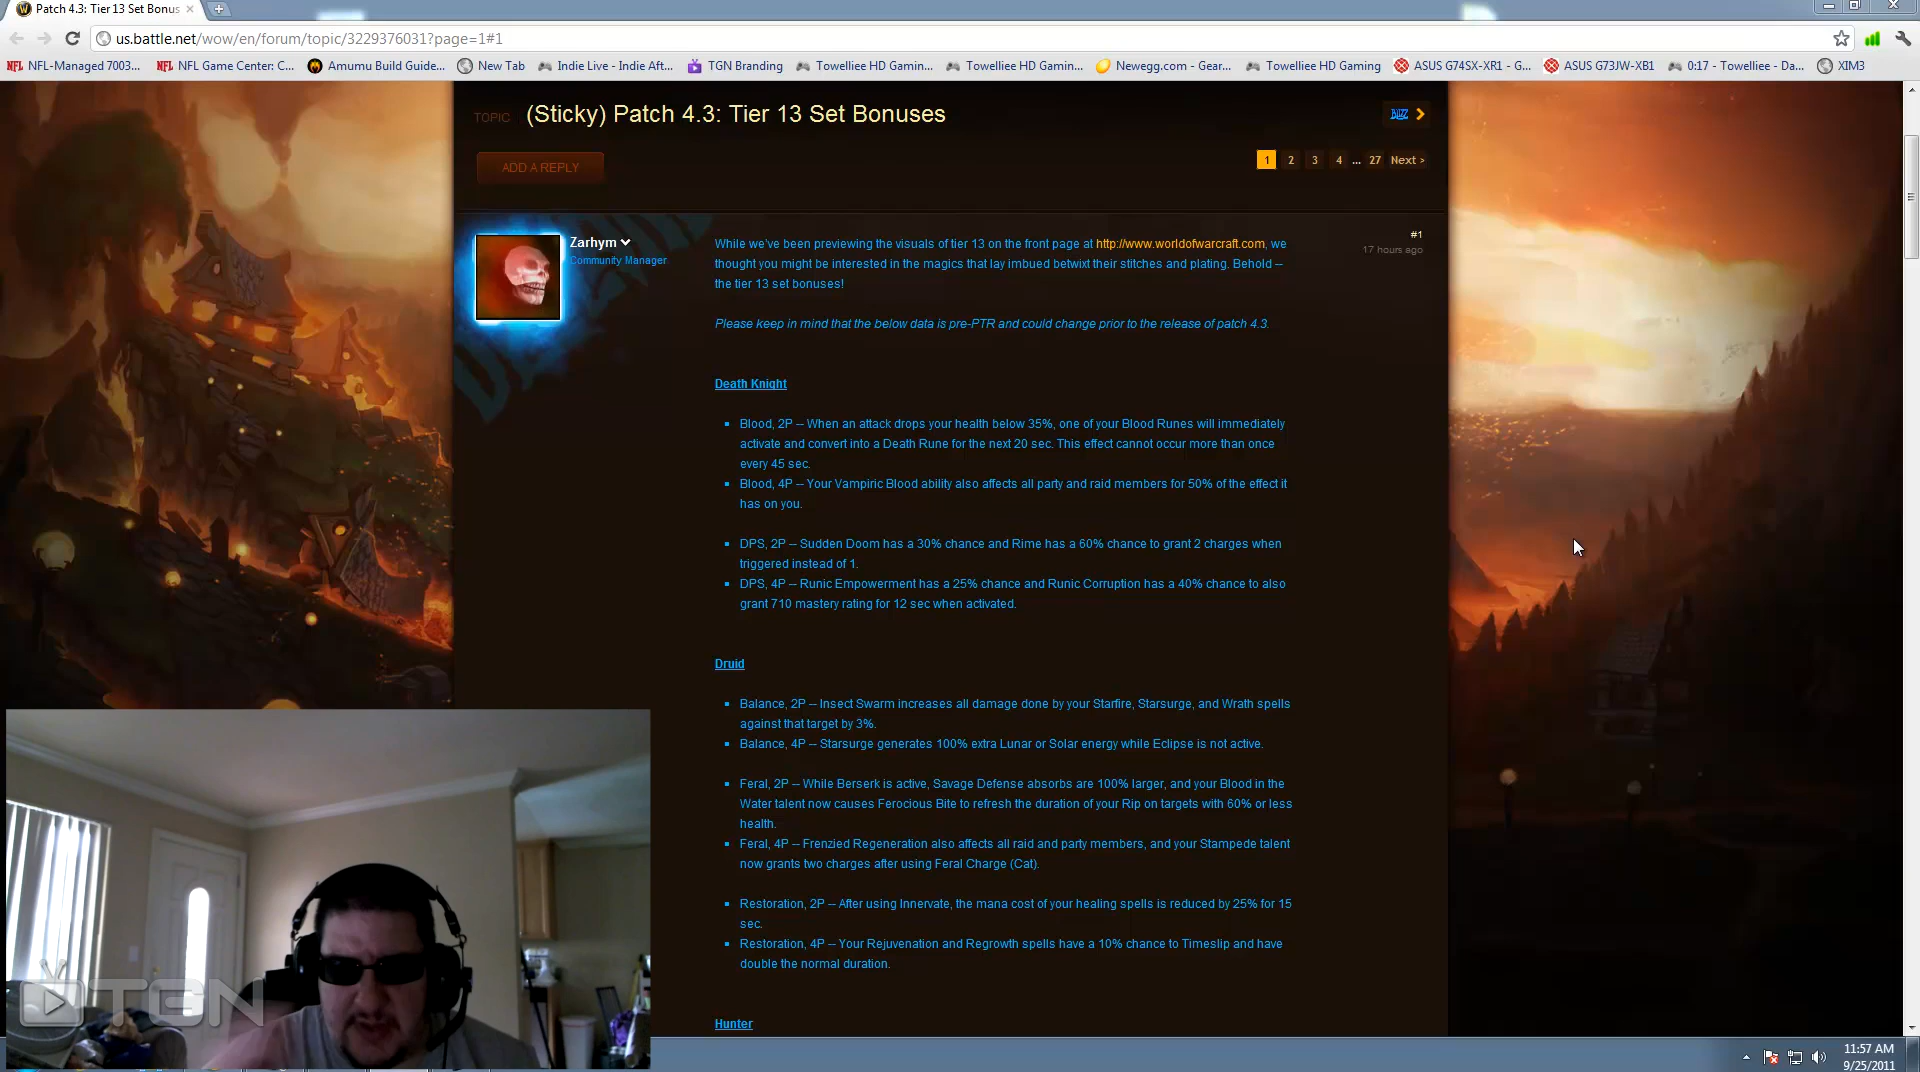 Patch 4.3: Tier 13 Set Bonus
us.battle.net/wow/en/forum/topic/3229376031?page=1#1
NFL-Managed 7003... NFL Game Center: C... Amumu Build Guide... New Tab Indie Live - Indie Aft... TGN Branding Towelliee HD Gamin... Towelliee HD Gamin... Newegg.com - Gear... Towelliee HD Gaming ASUS G74SX-XR1 - G... ASUS G73JW-XB1 0:17 - Towelliee - Da... XIM3
TOPIC (Sticky) Patch 4.3: Tier 13 Set Bonuses
BLIZZ
ADD A REPLY
1 2 3 4 ... 27 Next >
Zarhym
Community Manager
#1
17 hours ago
While we've been previewing the visuals of tier 13 on the front page at http://www.worldofwarcraft.com, we
thought you might be interested in the magics that lay imbued betwixt their stitches and plating. Behold --
the tier 13 set bonuses!
Please keep in mind that the below data is pre-PTR and could change prior to the release of patch 4.3.
Death Knight
Blood, 2P -- When an attack drops your health below 35%, one of your Blood Runes will immediately
activate and convert into a Death Rune for the next 20 sec. This effect cannot occur more than once
every 45 sec.
Blood, 4P -- Your Vampiric Blood ability also affects all party and raid members for 50% of the effect it
has on you.
DPS, 2P -- Sudden Doom has a 30% chance and Rime has a 60% chance to grant 2 charges when
triggered instead of 1.
DPS, 4P -- Runic Empowerment has a 25% chance and Runic Corruption has a 40% chance to also
grant 710 mastery rating for 12 sec when activated.
Druid
Balance, 2P -- Insect Swarm increases all damage done by your Starfire, Starsurge, and Wrath spells
against that target by 3%.
Balance, 4P -- Starsurge generates 100% extra Lunar or Solar energy while Eclipse is not active.
Feral, 2P -- While Berserk is active, Savage Defense absorbs are 100% larger, and your Blood in the
Water talent now causes Ferocious Bite to refresh the duration of your Rip on targets with 60% or less
health.
Feral, 4P -- Frenzied Regeneration also affects all raid and party members, and your Stampede talent
now grants two charges after using Feral Charge (Cat).
Restoration, 2P -- After using Innervate, the mana cost of your healing spells is reduced by 25% for 15
sec.
Restoration, 4P -- Your Rejuvenation and Regrowth spells have a 10% chance to Timeslip and have
double the normal duration.
Hunter
TGN
11:57 AM
9/25/2011